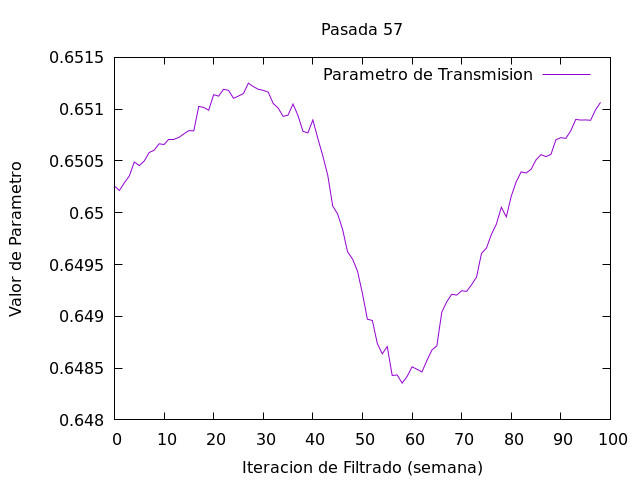 Pasada 57
0.6515
0.651
0.6505
0.65
0.6495
0.649
0.6485
0.648
Valor de Parametro
Parametro de Transmision
0 10 20 30 40 50 60 70 80 90 100
Iteracion de Filtrado (semana)